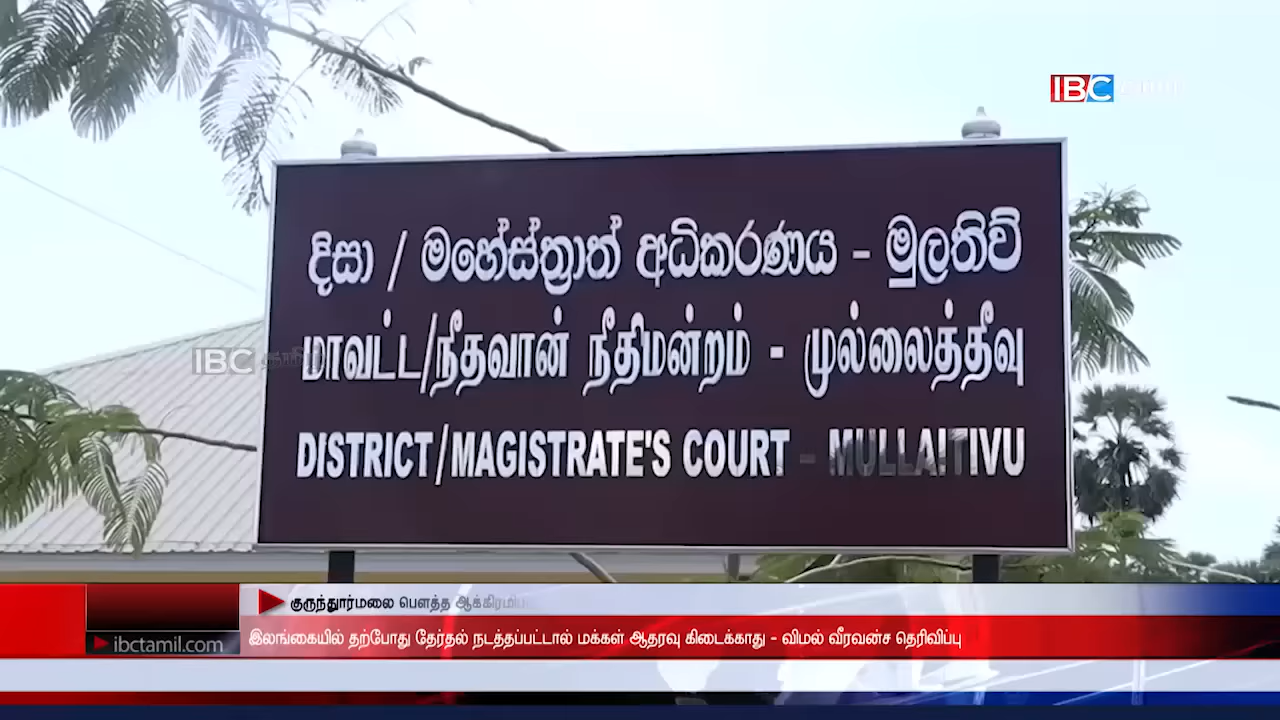 IBC
දිසා / මහේස්ත්‍රාත් අධිකරණය - මුලතිව්
மாவட்ட/நீதவான் நீதிமன்றம் - முல்லைத்தீவு
IBC
DISTRICT/MAGISTRATE'S COURT - MULLAITIVU
குருந்தூர்மலை பௌத்த
ibctamil.com
இலங்கையில் தற்போது தேர்தல் நடத்தப்பட்டால் மக்கள் ஆதரவு கிடைக்காது - விமல் வீரவன்ச தெரிவிப்பு